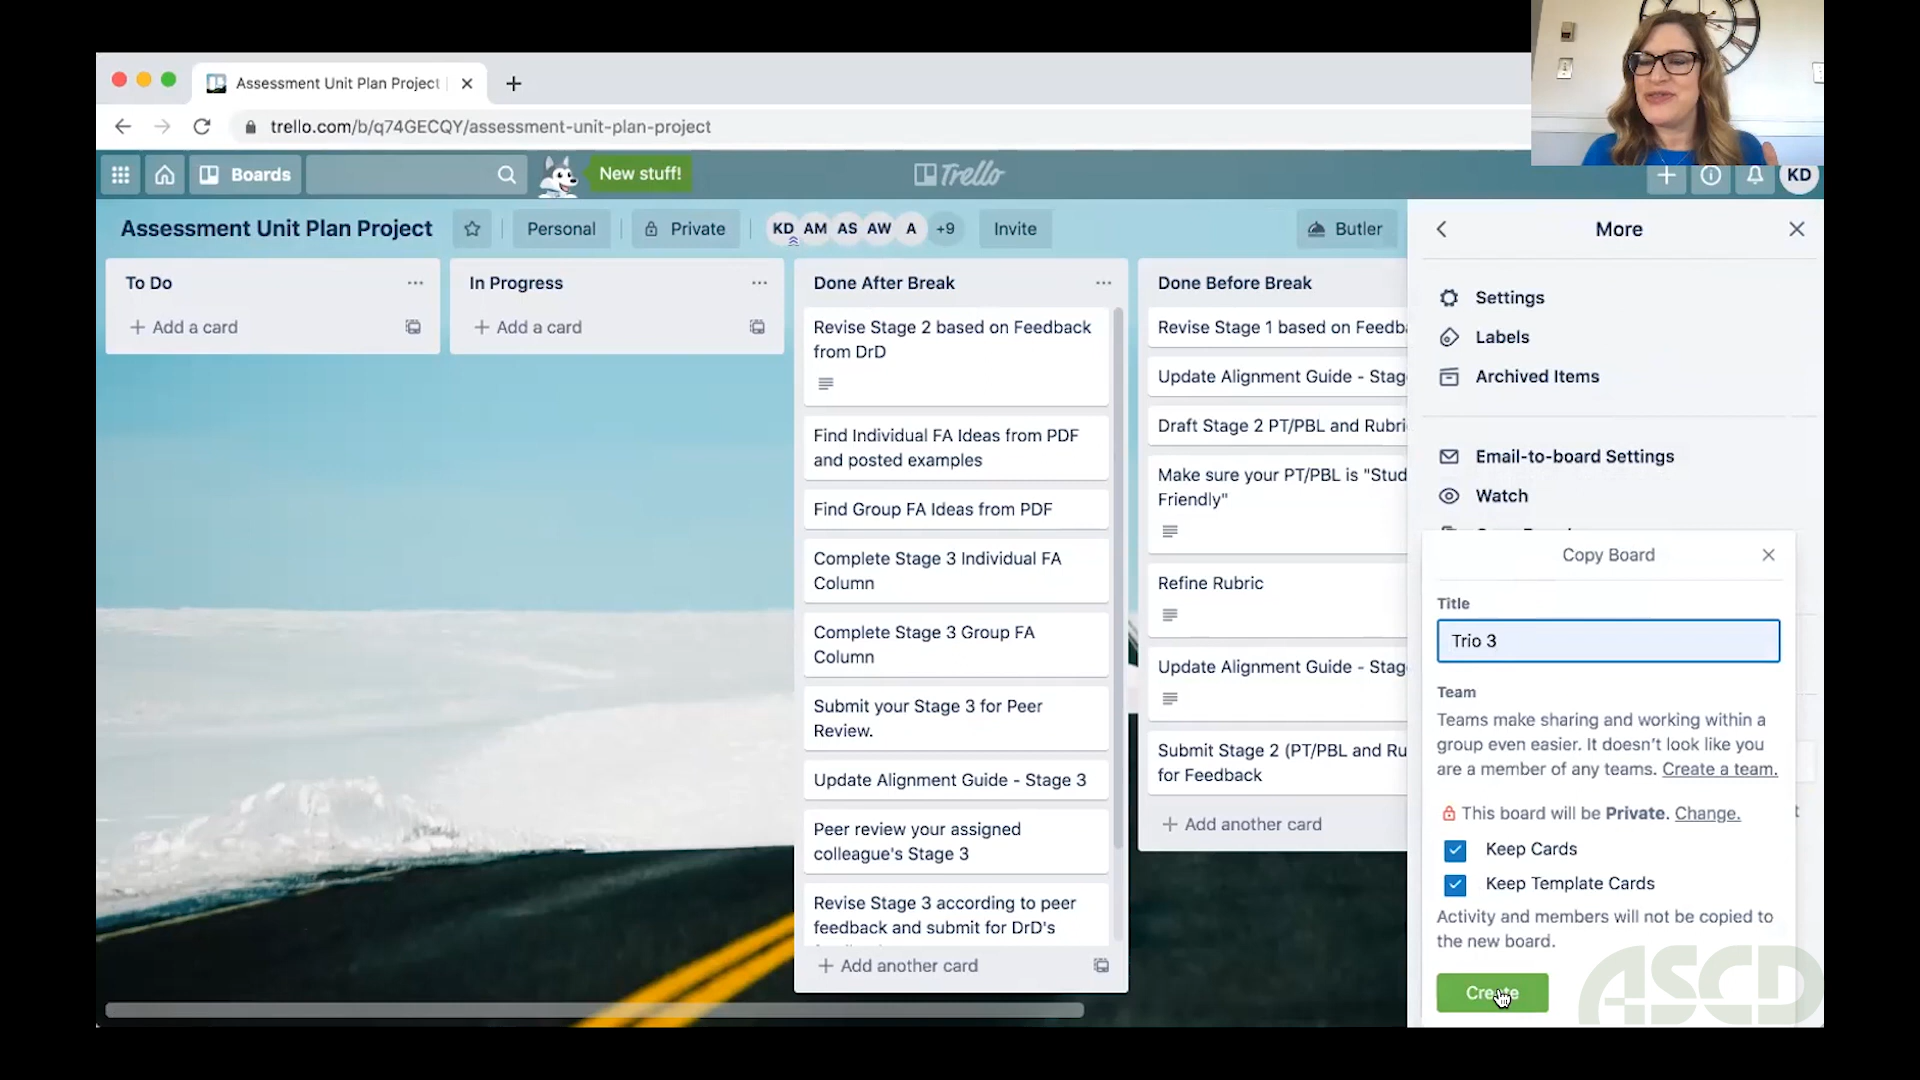 Assessment Unit Plan Project
trello.com/b/q74GECQY/assessment-unit-plan-project
Boards
New stuff!
Trello
KD
Assessment Unit Plan Project
Personal
Private
KD AM AS AW A +9
Invite
Butler
To Do
Add a card
In Progress
Add a card
Done After Break
Revise Stage 2 based on Feedback
from DrD
Find Individual FA Ideas from PDF
and posted examples
Find Group FA Ideas from PDF
Complete Stage 3 Individual FA
Column
Complete Stage 3 Group FA
Column
Submit your Stage 3 for Peer
Review.
Update Alignment Guide - Stage 3
Peer review your assigned
colleague's Stage 3
Revise Stage 3 according to peer
feedback and submit for DrD's
Add another card
Done Before Break
Revise Stage 1 based on Feedba
Update Alignment Guide - Stag
Draft Stage 2 PT/PBL and Rubri
Make sure your PT/PBL is "Stud
Friendly"
Refine Rubric
Update Alignment Guide - Stag
Submit Stage 2 (PT/PBL and Ru
for Feedback
Add another card
More
Settings
Labels
Archived Items
Email-to-board Settings
Watch
Copy Board
Title
Trio 3
Team
Teams make sharing and working within a
group even easier. It doesn't look like you
are a member of any teams. Create a team.
This board will be Private. Change.
Keep Cards
Keep Template Cards
Activity and members will not be copied to
the new board.
Create
ASCD